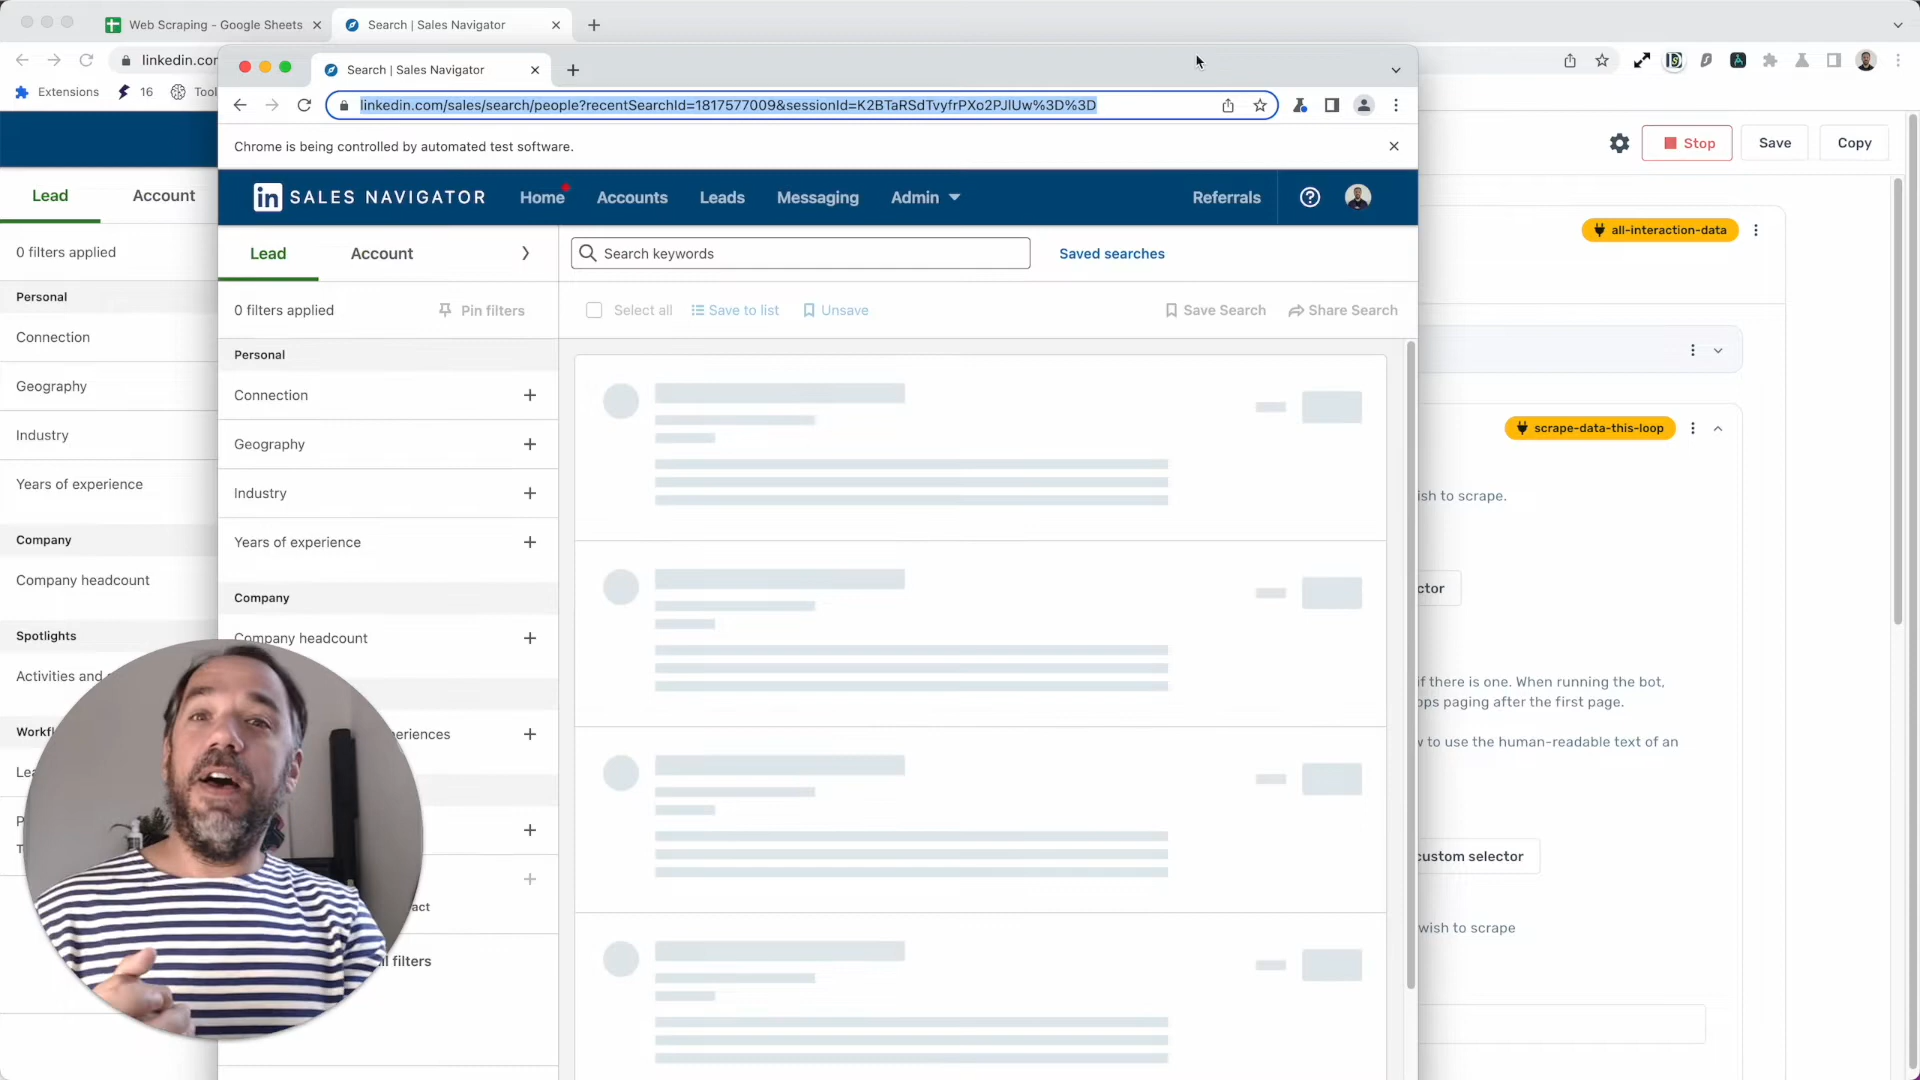 Web Scraping - Google Sheets
Search | Sales Navigator
linkedin.cor
Extensions
16
Tool
Search | Sales Navigator
linkedin.com/sales/search/people?recentSearchId=1817577009&sessionId=K2BTaRSdTvyfrPXo2PJlUw%3D%3D
Chrome is being controlled by automated test software.
Stop
Save
Copy
in SALES NAVIGATOR
Home
Accounts
Leads
Messaging
Admin
Referrals
Lead
Account
0 filters applied
Personal
Connection
Geography
Industry
Years of experience
Company
Company headcount
Spotlights
Activities and
Workfl
Lea
P
T
Lead
Account
Search keywords
Saved searches
0 filters applied
Pin filters
Select all
Save to list
Unsave
Save Search
Share Search
Personal
Connection
Geography
Industry
Years of experience
Company
Company headcount
eriences
act
ll filters
all-interaction-data
scrape-data-this-loop
ish to scrape.
ctor
if there is one. When running the bot,
ops paging after the first page.
v to use the human-readable text of an
custom selector
wish to scrape